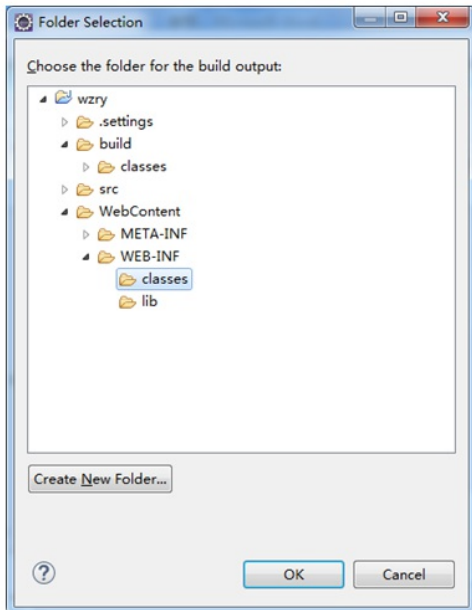 Folder Selection
Choose the folder for the build output:
wzry
.settings
build
classes
src
WebContent
META-INF
WEB-INF
classes
lib
Create New Folder...
?
OK
Cancel